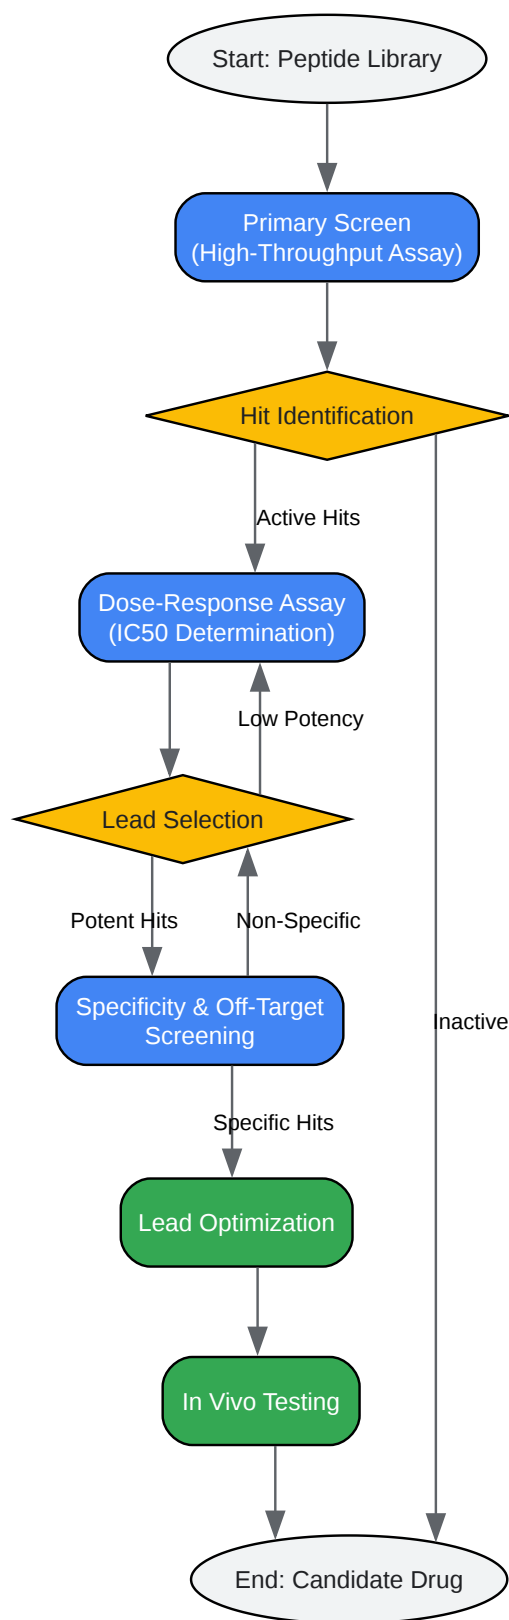 Start: Peptide Library
Primary Screen
(High-Throughput Assay)
Hit Identification
Active Hits
Dose-Response Assay
(IC50 Determination)
Low Potency
Lead Selection
Potent Hits
Non-Specific
Specificity & Off-Target
Screening
Inactive
Specific Hits
Lead Optimization
In Vivo Testing
End: Candidate Drug